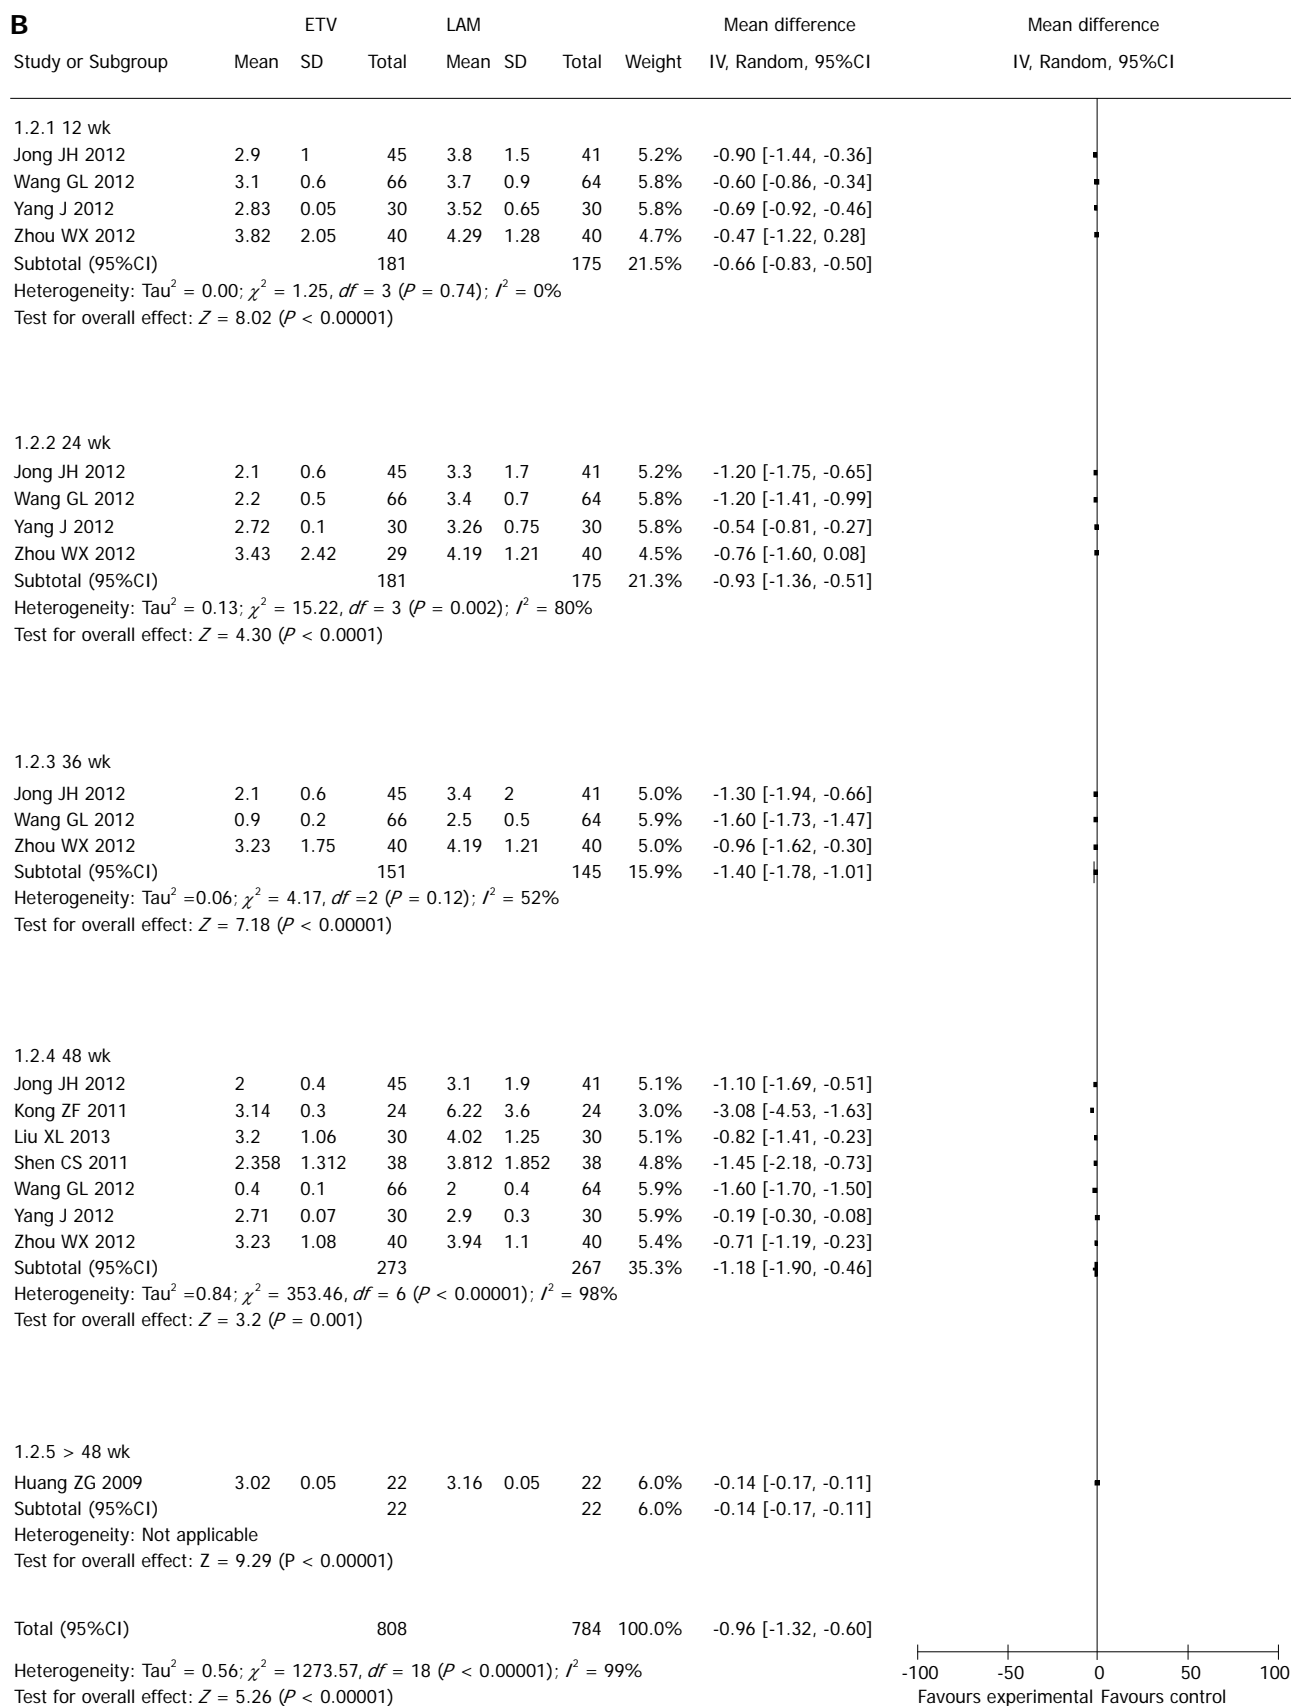 B ETV LAM Mean difference Mean difference
Study or Subgroup Mean SD Total Mean SD Total Weight IV, Random, 95%CI IV, Random, 95%CI
1.2.1 12 wk
Jong JH 2012 2.9 1 45 3.8 1.5 41 5.2% -0.90 [-1.44, -0.36]
Wang GL 2012 3.1 0.6 66 3.7 0.9 64 5.8% -0.60 [-0.86, -0.34]
Yang J 2012 2.83 0.05 30 3.52 0.65 30 5.8% -0.69 [-0.92, -0.46]
Zhou WX 2012 3.82 2.05 40 4.29 1.28 40 4.7% -0.47 [-1.22, 0.28]
Subtotal (95%CI) 181 175 21.5% -0.66 [-0.83, -0.50]
Heterogeneity: Tau² = 0.00; χ² = 1.25, df = 3 (P = 0.74); I² = 0%
Test for overall effect: Z = 8.02 (P < 0.00001)
1.2.2 24 wk
Jong JH 2012 2.1 0.6 45 3.3 1.7 41 5.2% -1.20 [-1.75, -0.65]
Wang GL 2012 2.2 0.5 66 3.4 0.7 64 5.8% -1.20 [-1.41, -0.99]
Yang J 2012 2.72 0.1 30 3.26 0.75 30 5.8% -0.54 [-0.81, -0.27]
Zhou WX 2012 3.43 2.42 29 4.19 1.21 40 4.5% -0.76 [-1.60, 0.08]
Subtotal (95%CI) 181 175 21.3% -0.93 [-1.36, -0.51]
Heterogeneity: Tau² = 0.13; χ² = 15.22, df = 3 (P = 0.002); I² = 80%
Test for overall effect: Z = 4.30 (P < 0.0001)
1.2.3 36 wk
Jong JH 2012 2.1 0.6 45 3.4 2 41 5.0% -1.30 [-1.94, -0.66]
Wang GL 2012 0.9 0.2 66 2.5 0.5 64 5.9% -1.60 [-1.73, -1.47]
Zhou WX 2012 3.23 1.75 40 4.19 1.21 40 5.0% -0.96 [-1.62, -0.30]
Subtotal (95%CI) 151 145 15.9% -1.40 [-1.78, -1.01]
Heterogeneity: Tau² =0.06; χ² = 4.17, df =2 (P = 0.12); I² = 52%
Test for overall effect: Z = 7.18 (P < 0.00001)
1.2.4 48 wk
Jong JH 2012 2 0.4 45 3.1 1.9 41 5.1% -1.10 [-1.69, -0.51]
Kong ZF 2011 3.14 0.3 24 6.22 3.6 24 3.0% -3.08 [-4.53, -1.63]
Liu XL 2013 3.2 1.06 30 4.02 1.25 30 5.1% -0.82 [-1.41, -0.23]
Shen CS 2011 2.358 1.312 38 3.812 1.852 38 4.8% -1.45 [-2.18, -0.73]
Wang GL 2012 0.4 0.1 66 2 0.4 64 5.9% -1.60 [-1.70, -1.50]
Yang J 2012 2.71 0.07 30 2.9 0.3 30 5.9% -0.19 [-0.30, -0.08]
Zhou WX 2012 3.23 1.08 40 3.94 1.1 40 5.4% -0.71 [-1.19, -0.23]
Subtotal (95%CI) 273 267 35.3% -1.18 [-1.90, -0.46]
Heterogeneity: Tau² =0.84; χ² = 353.46, df = 6 (P < 0.00001); I² = 98%
Test for overall effect: Z = 3.2 (P = 0.001)
1.2.5 > 48 wk
Huang ZG 2009 3.02 0.05 22 3.16 0.05 22 6.0% -0.14 [-0.17, -0.11]
Subtotal (95%CI) 22 22 6.0% -0.14 [-0.17, -0.11]
Heterogeneity: Not applicable
Test for overall effect: Z = 9.29 (P < 0.00001)
Total (95%CI) 808 784 100.0% -0.96 [-1.32, -0.60]
Heterogeneity: Tau² = 0.56; χ² = 1273.57, df = 18 (P < 0.00001); I² = 99%
-100 -50 0 50 100
Test for overall effect: Z = 5.26 (P < 0.00001) Favours experimental Favours control